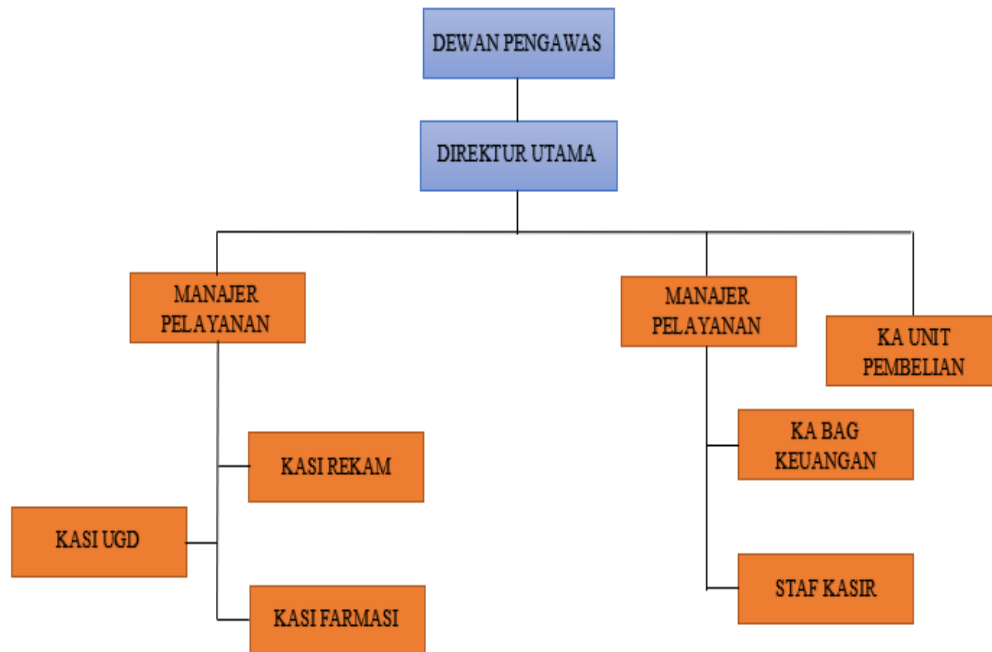 DEWAN PENGAWAS
DIREKTUR UTAMA
MANAJER
PELAYANAN
MANAJER
PELAYANAN
KA UNIT
PEMBELIAN
KASI REKAM
KA BAG
KEUANGAN
KASI UGD
KASI FARMASI
STAF KASIR